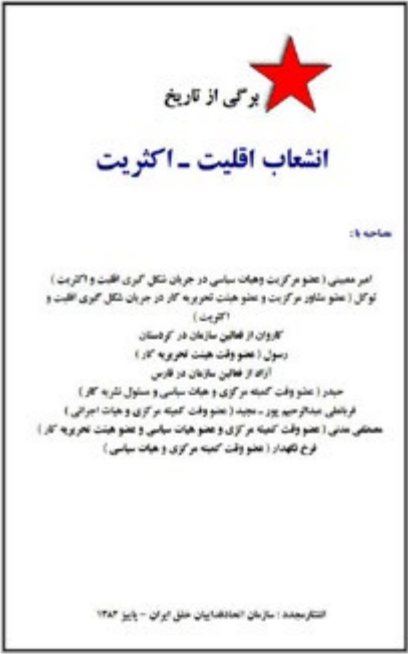 برگی از تاریخ
انشعاب اقلیت ـ اکثریت
مصاحبه با :
امیر ممبینی ( عضو مرکزیت وهیات سیاسی در جریان شکل گیری اقلیت و اکثریت )
توکل ( عضو مشاور مرکزیت و عضو هیئت تحریریه کار در جریان شکل گیری اقلیت و
اکثریت )
کاروان از فعالین سازمان در کردستان
رسول ( عضو وقت هیئت تحریریه کار )
آزاد از فعالین سازمان در فارس
حیدر ( عضو وقت کمیته مرکزی و هیات سیاسی و مسئول نشریه کار )
قربانعلی عبدالرحیم پور ـ مجید ( عضو وقت کمیته مرکزی و هیات اجرائی )
مصطفی مدنی ( عضو وقت کمیته مرکزی و عضو هیات سیاسی و عضو هیئت تحریریه کار )
فرخ نگهدار ( عضو وقت کمیته مرکزی و هیات سیاسی )
انتشارمجدد : سازمان اتحادفداییان خلق ایران - پاییز ۱۳۸۳